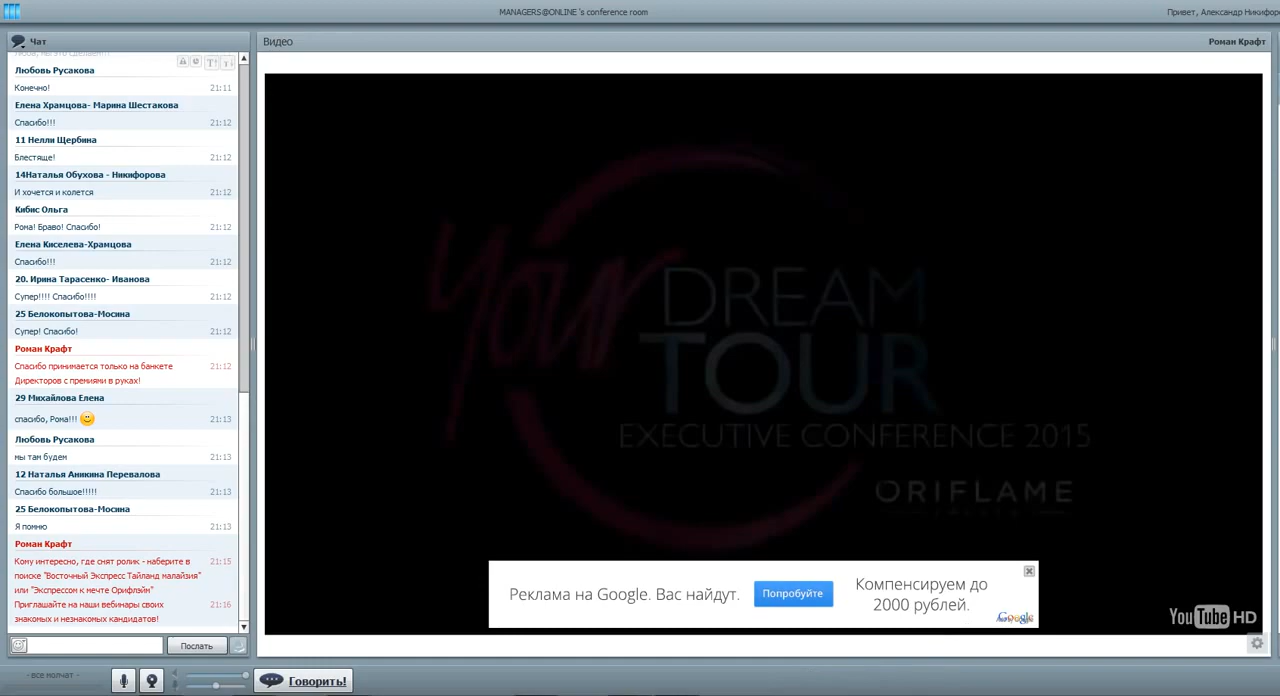 MANAGERS@ONLINE 's conference room
Привет, Александр Никифор
Чат
Люба, мы это сделаем!!!
Любовь Русакова
Конечно! 21:11
Елена Храмцова- Марина Шестакова
Спасибо!!! 21:12
11 Нелли Щербина
Блестяще! 21:12
14Наталья Обухова - Никифорова
И хочется и колется 21:12
Кибис Ольга
Рома! Браво! Спасибо! 21:12
Елена Киселева-Храмцова
Спасибо!!! 21:12
20. Ирина Тарасенко- Иванова
Супер!!!! Спасибо!!!! 21:12
25 Белокопытова-Мосина
Супер! Спасибо! 21:12
Роман Крафт
Спасибо принимается только на банкете 21:12
Директоров с премиями в руках!
29 Михайлова Елена
спасибо, Рома!!! 21:13
Любовь Русакова
мы там будем 21:13
12 Наталья Аникина Перевалова
Спасибо большое!!!!! 21:13
25 Белокопытова-Мосина
Я помню 21:13
Роман Крафт
Кому интересно, где снят ролик - наберите в 21:15
поиске "Восточный Экспресс Тайланд малайзия"
или "Экспрессом к мечте Орифлэйн"
Приглашайте на наши вебинары своих 21:16
знакомых и незнакомых кандидатов!
Послать
- все молчат -
Говорить!
Видео
Роман Крафт
Your DREAM
TOUR
EXECUTIVE CONFERENCE 2015
ORIFLAME
Реклама на Google. Вас найдут.
Попробуйте
Компенсируем до
2000 рублей.
Google
YouTube HD